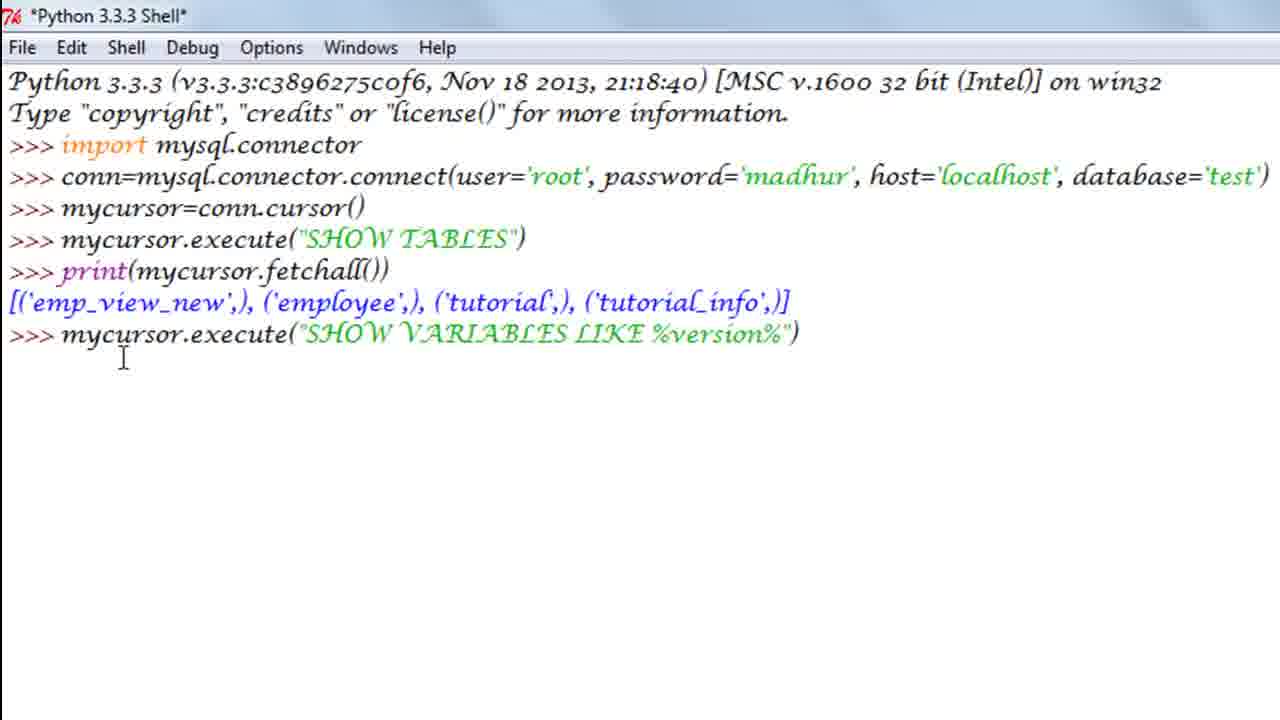 *Python 3.3.3 Shell*
File Edit Shell Debug Options Windows Help
Python 3.3.3 (v3.3.3:c3896275c0f6, Nov 18 2013, 21:18:40) [MSC v.1600 32 bit (Intel)] on win32
Type "copyright", "credits" or "license()" for more information.
>>> import mysql.connector
>>> conn=mysql.connector.connect(user='root', password='madhur', host='localhost', database='test')
>>> mycursor=conn.cursor()
>>> mycursor.execute("SHOW TABLES")
>>> print(mycursor.fetchall())
[('emp_view_new',), ('employee',), ('tutorial',), ('tutorial_info',)]
>>> mycursor.execute("SHOW VARIABLES LIKE %version%")